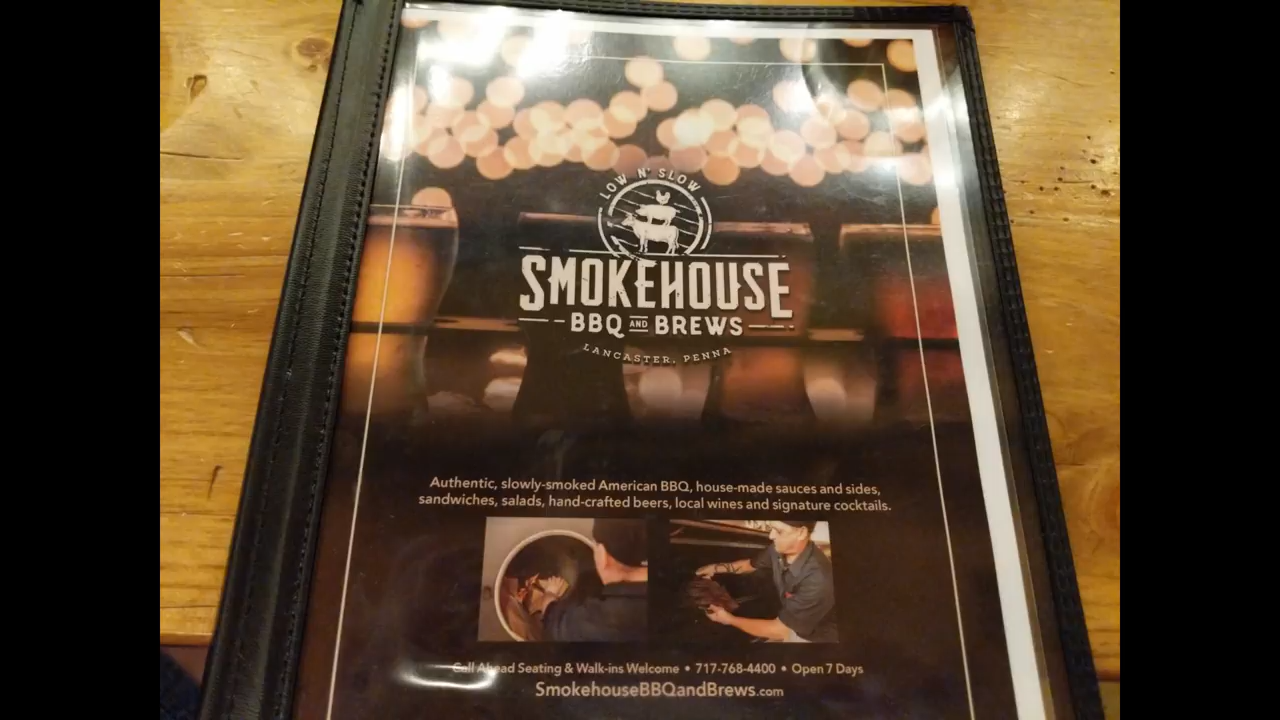 LOW N' SLOW
SMOKEHOUSE
BBQ AND BREWS
LANCASTER, PENNA
Authentic, slowly-smoked American BBQ, house-made sauces and sides,
sandwiches, salads, hand-crafted beers, local wines and signature cocktails.
Call Ahead Seating & Walk-ins Welcome • 717-768-4400 • Open 7 Days
SmokehouseBBQandBrews.com